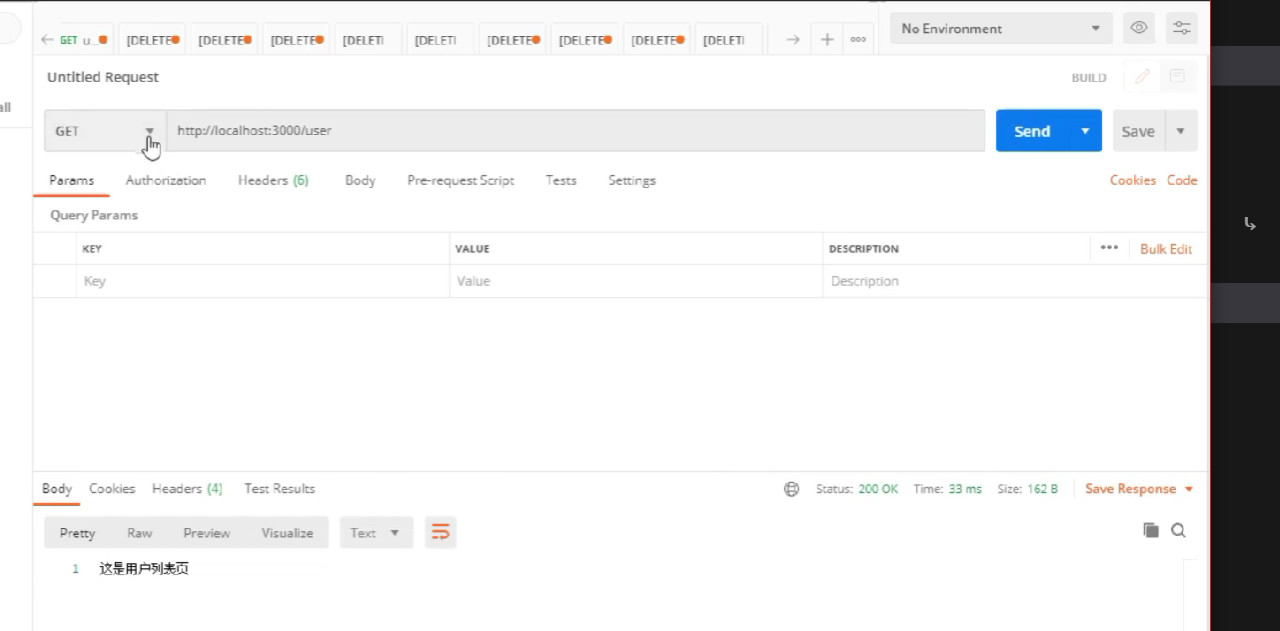 all
GET u... [DELETE [DELETE [DELETE [DELETI [DELETI [DELETE [DELETE [DELETE [DELETI No Environment
Untitled Request BUILD
GET http://localhost:3000/user Send Save
Params Authorization Headers (6) Body Pre-request Script Tests Settings Cookies Code
Query Params
KEY VALUE DESCRIPTION Bulk Edit
Key Value Description
Body Cookies Headers (4) Test Results Status: 200 OK Time: 33 ms Size: 162 B Save Response
Pretty Raw Preview Visualize Text
1 这是用户列表页